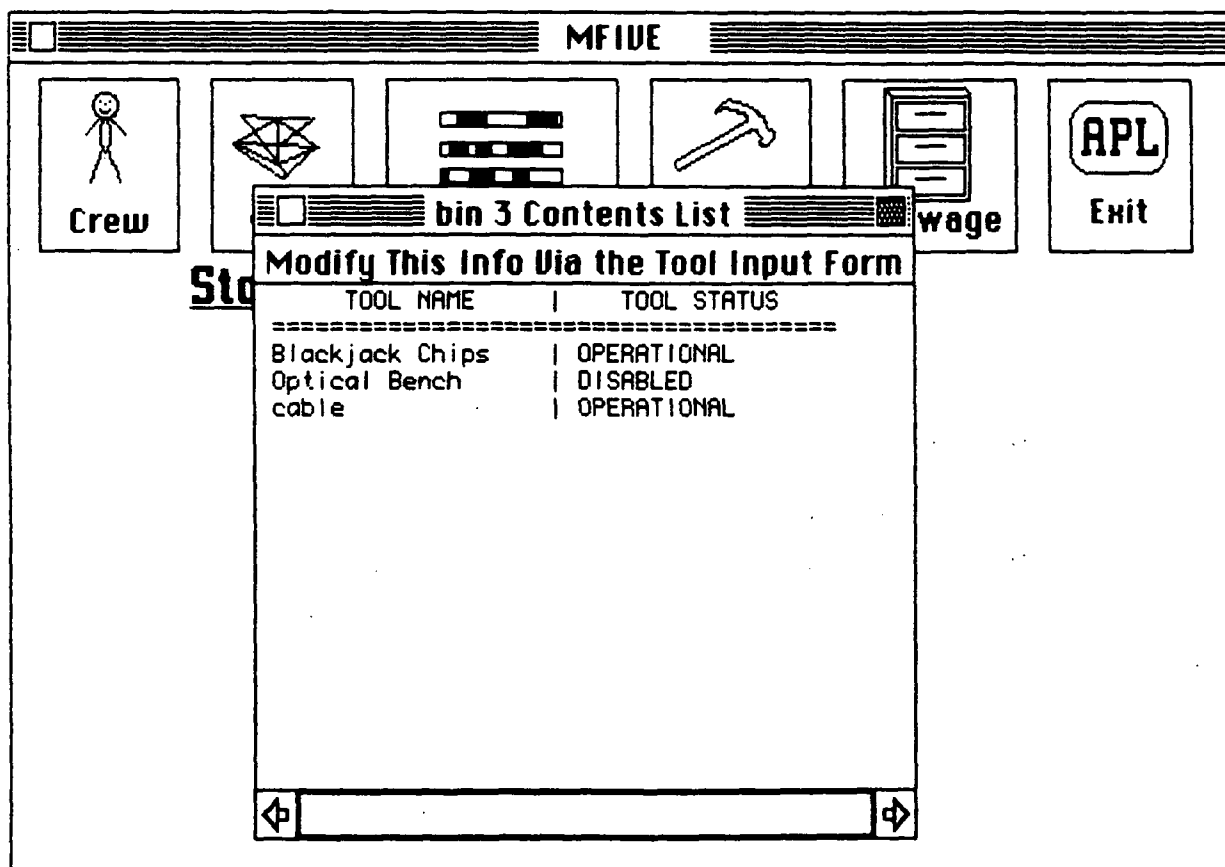 MFIVE
APL
Crew
wage
Exit
bin 3 Contents List
Modify This Info Via the Tool Input Form
Sto
TOOL NAME | TOOL STATUS
=======================================
Blackjack Chips | OPERATIONAL
Optical Bench | DISABLED
cable | OPERATIONAL